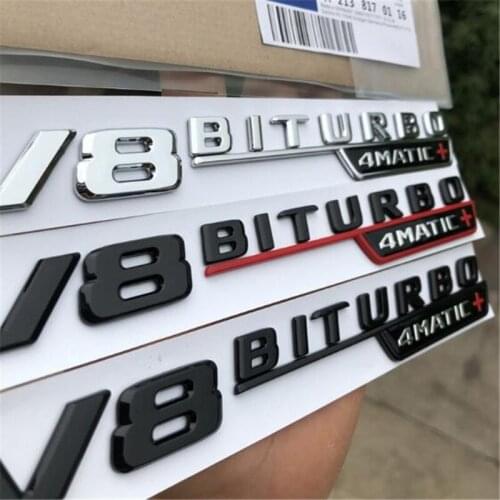 A 213 817 01 16
V8 BITURBO
4MATIC+
V8 BITURBO
4MATIC+
V8 BITURBO
4MATIC+